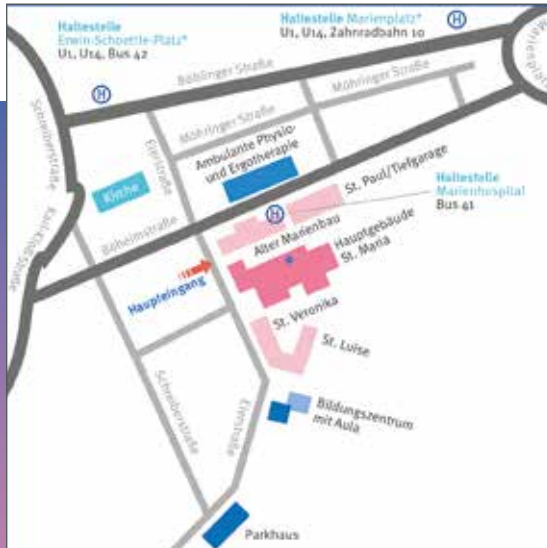 Haltestelle
Erwin-Schoettle-Platz*
U1, U14, Bus 42
Haltestelle Marienplatz*
U1, U14, Zahnradbahn 10
H
H
Marienplatz
Böblinger Straße
Möhringer Straße
Möhringer Straße
Schreiberstraße
Ambulante Physio-
und Ergotherapie
Kirche
St. Paul/Tiefgarage
Haltestelle
Marienhospital
Bus 41
H
Böheimstraße
Alter Marienbau
Hauptgebäude
St. Maria
Haupteingang
St. Veronika
St. Luise
Schreiberstraße
Bildungszentrum
mit Aula
Parkhaus